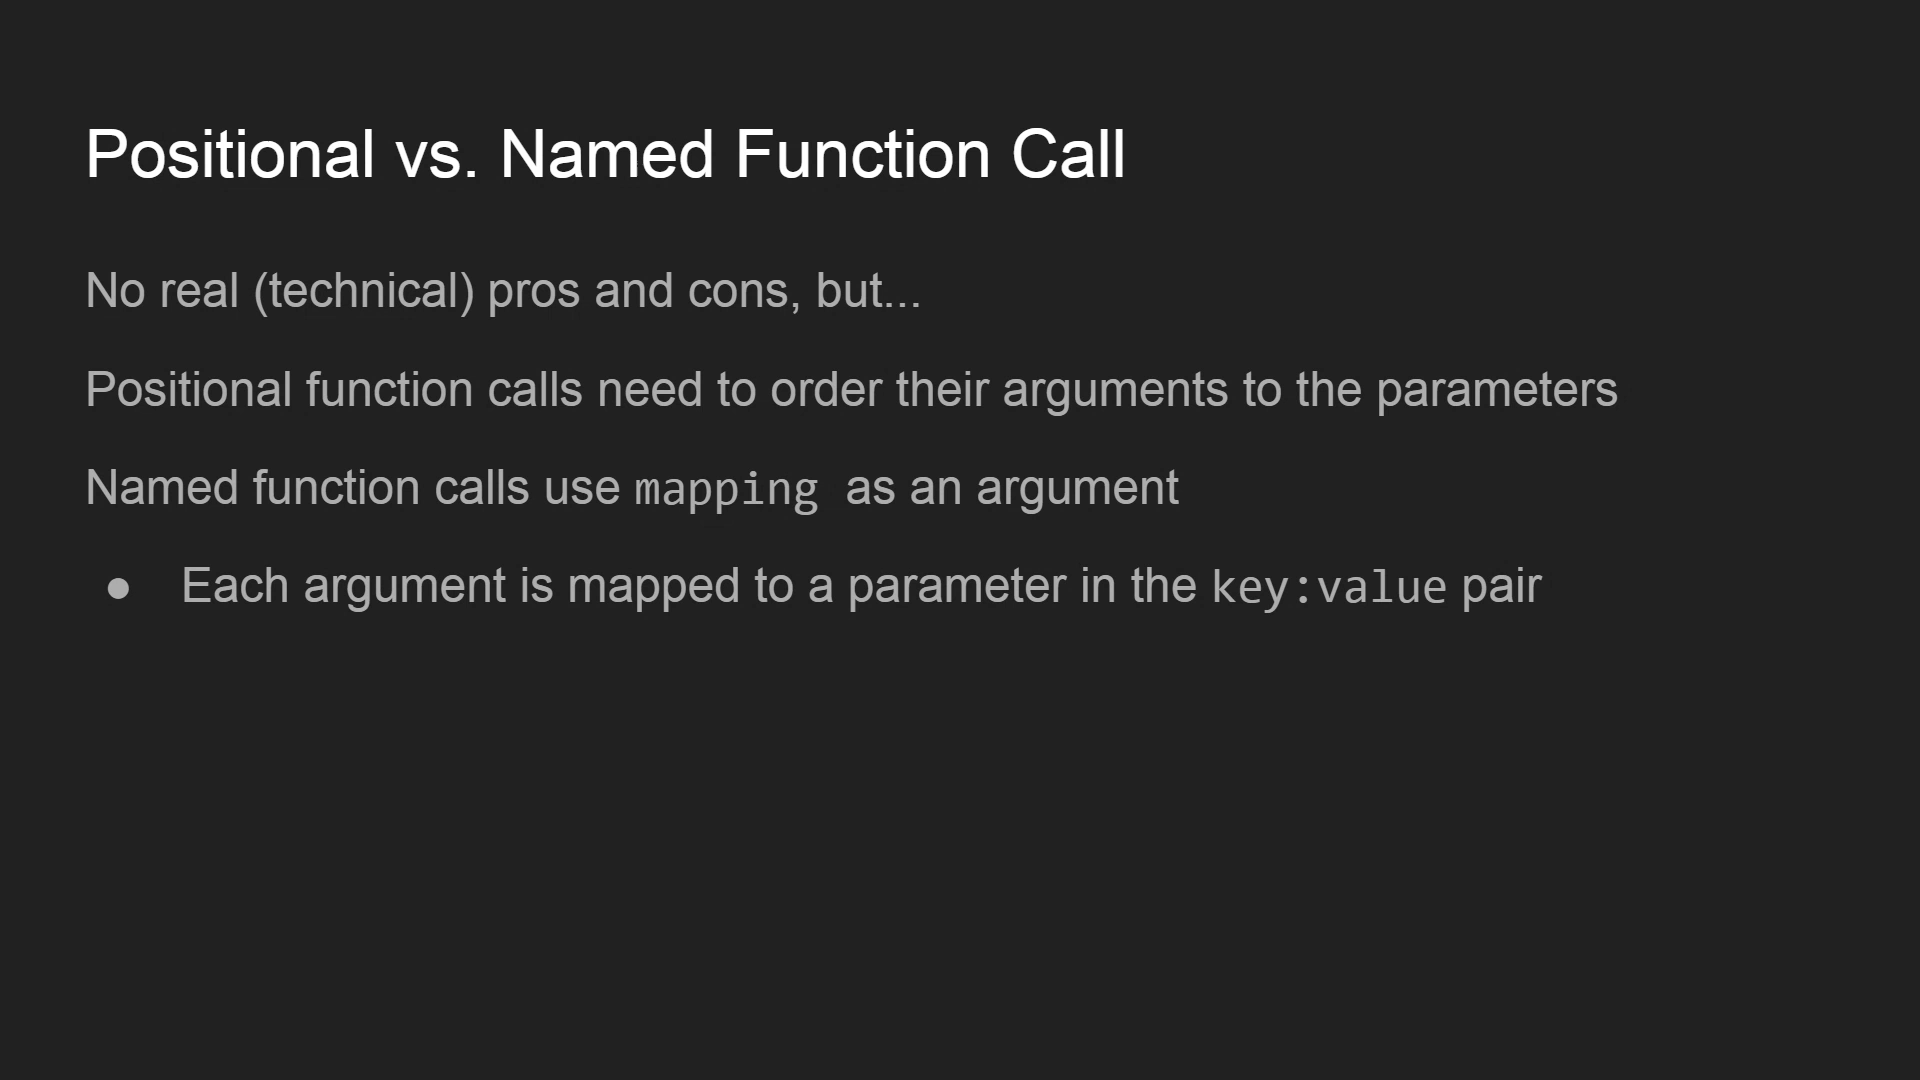 Positional vs. Named Function Call
No real (technical) pros and cons, but...
Positional function calls need to order their arguments to the parameters
Named function calls use mapping as an argument
● Each argument is mapped to a parameter in the key:value pair